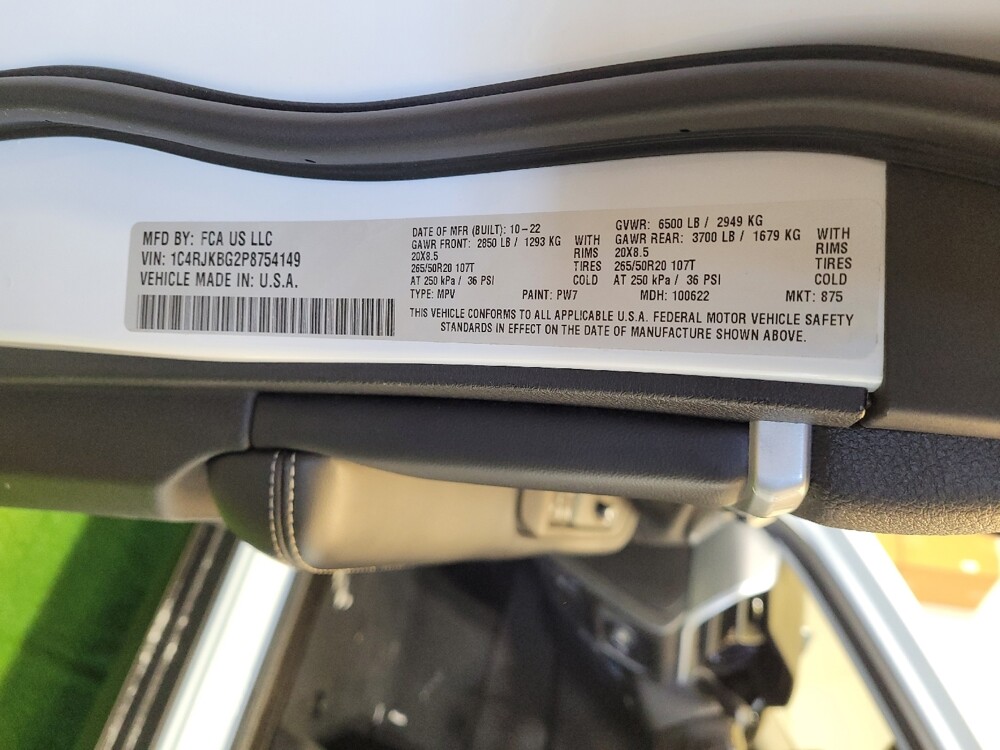 MFD BY: FCA US LLC
VIN: 1C4RJKBG2P8754149
VEHICLE MADE IN: U.S.A.
DATE OF MFR (BUILT): 10-22
GVWR: 6500 LB / 2949 KG
GAWR FRONT: 2850 LB / 1293 KG WITH
20X8.5 RIMS
265/50R20 107T TIRES
AT 250 kPa / 36 PSI COLD
GAWR REAR: 3700 LB / 1679 KG WITH
20X8.5 RIMS
265/50R20 107T TIRES
AT 250 kPa / 36 PSI COLD
TYPE: MPV PAINT: PW7 MDH: 100622 MKT: 875
THIS VEHICLE CONFORMS TO ALL APPLICABLE U.S.A. FEDERAL MOTOR VEHICLE SAFETY
STANDARDS IN EFFECT ON THE DATE OF MANUFACTURE SHOWN ABOVE.